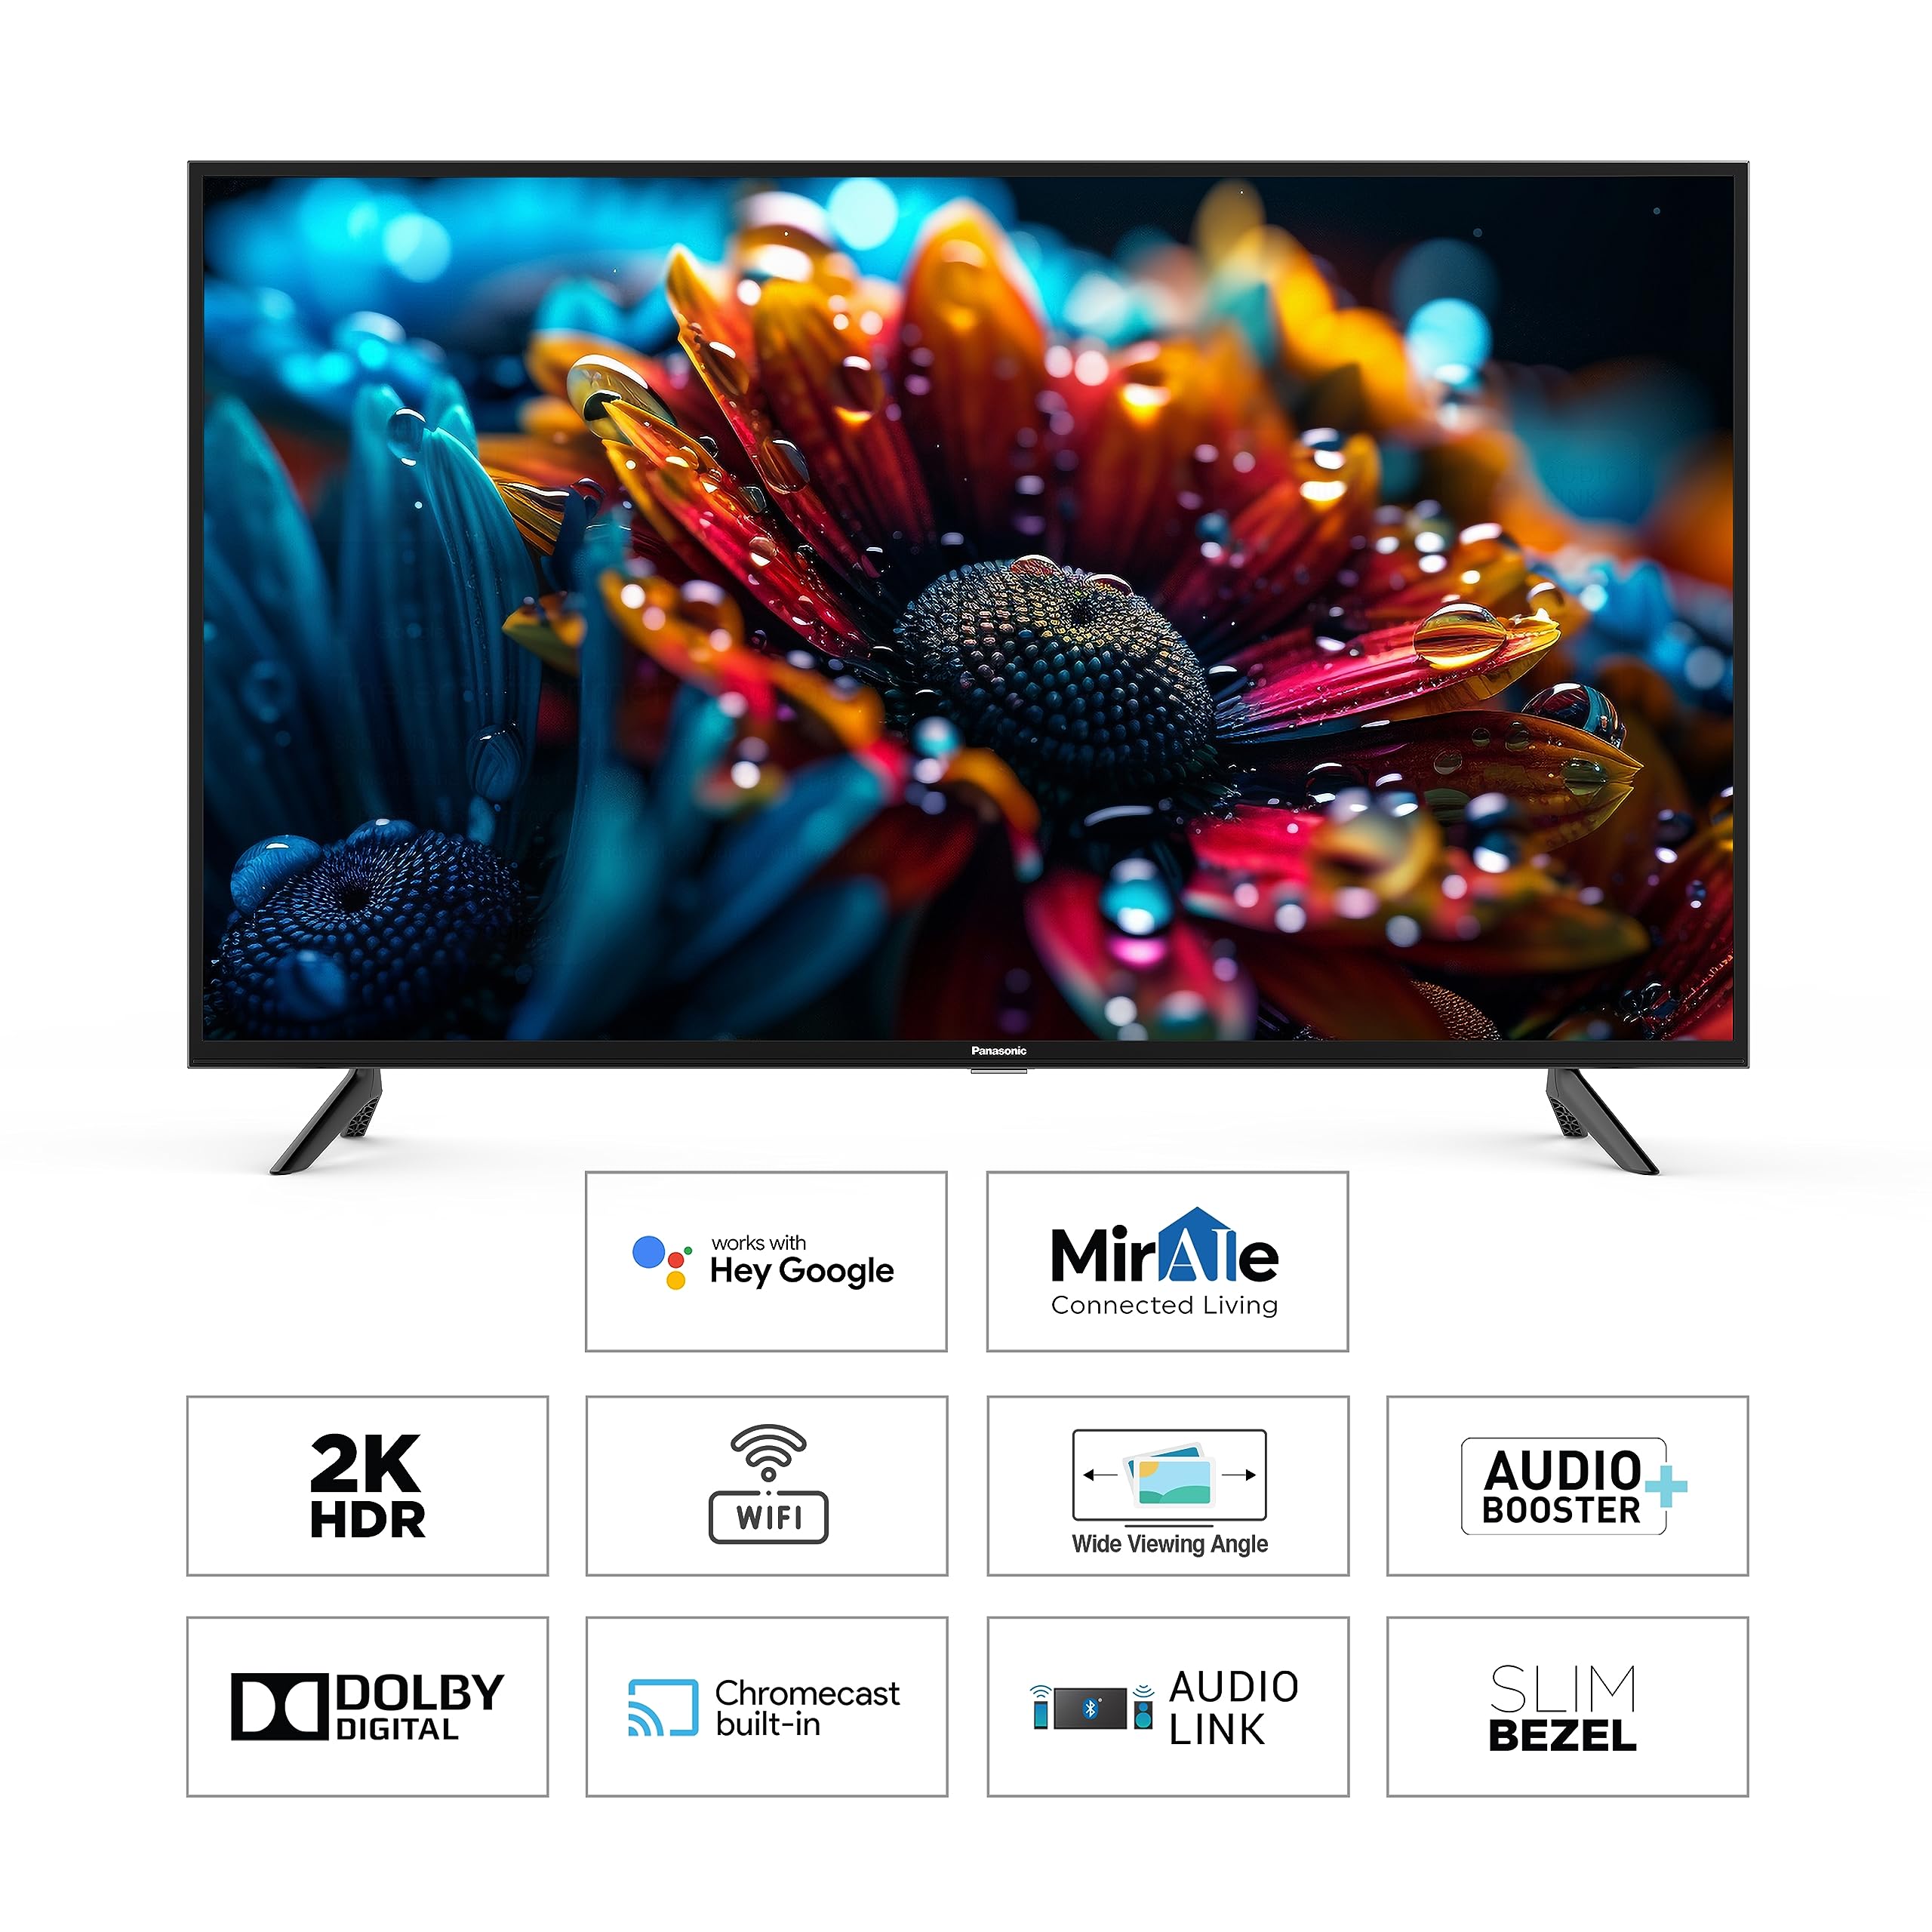 Panasonic
works with
Hey Google
MirAIe
Connected Living
2K
HDR
WIFI
Wide Viewing Angle
AUDIO
BOOSTER+
DOLBY
DIGITAL
Chromecast
built-in
AUDIO
LINK
SLIM
BEZEL